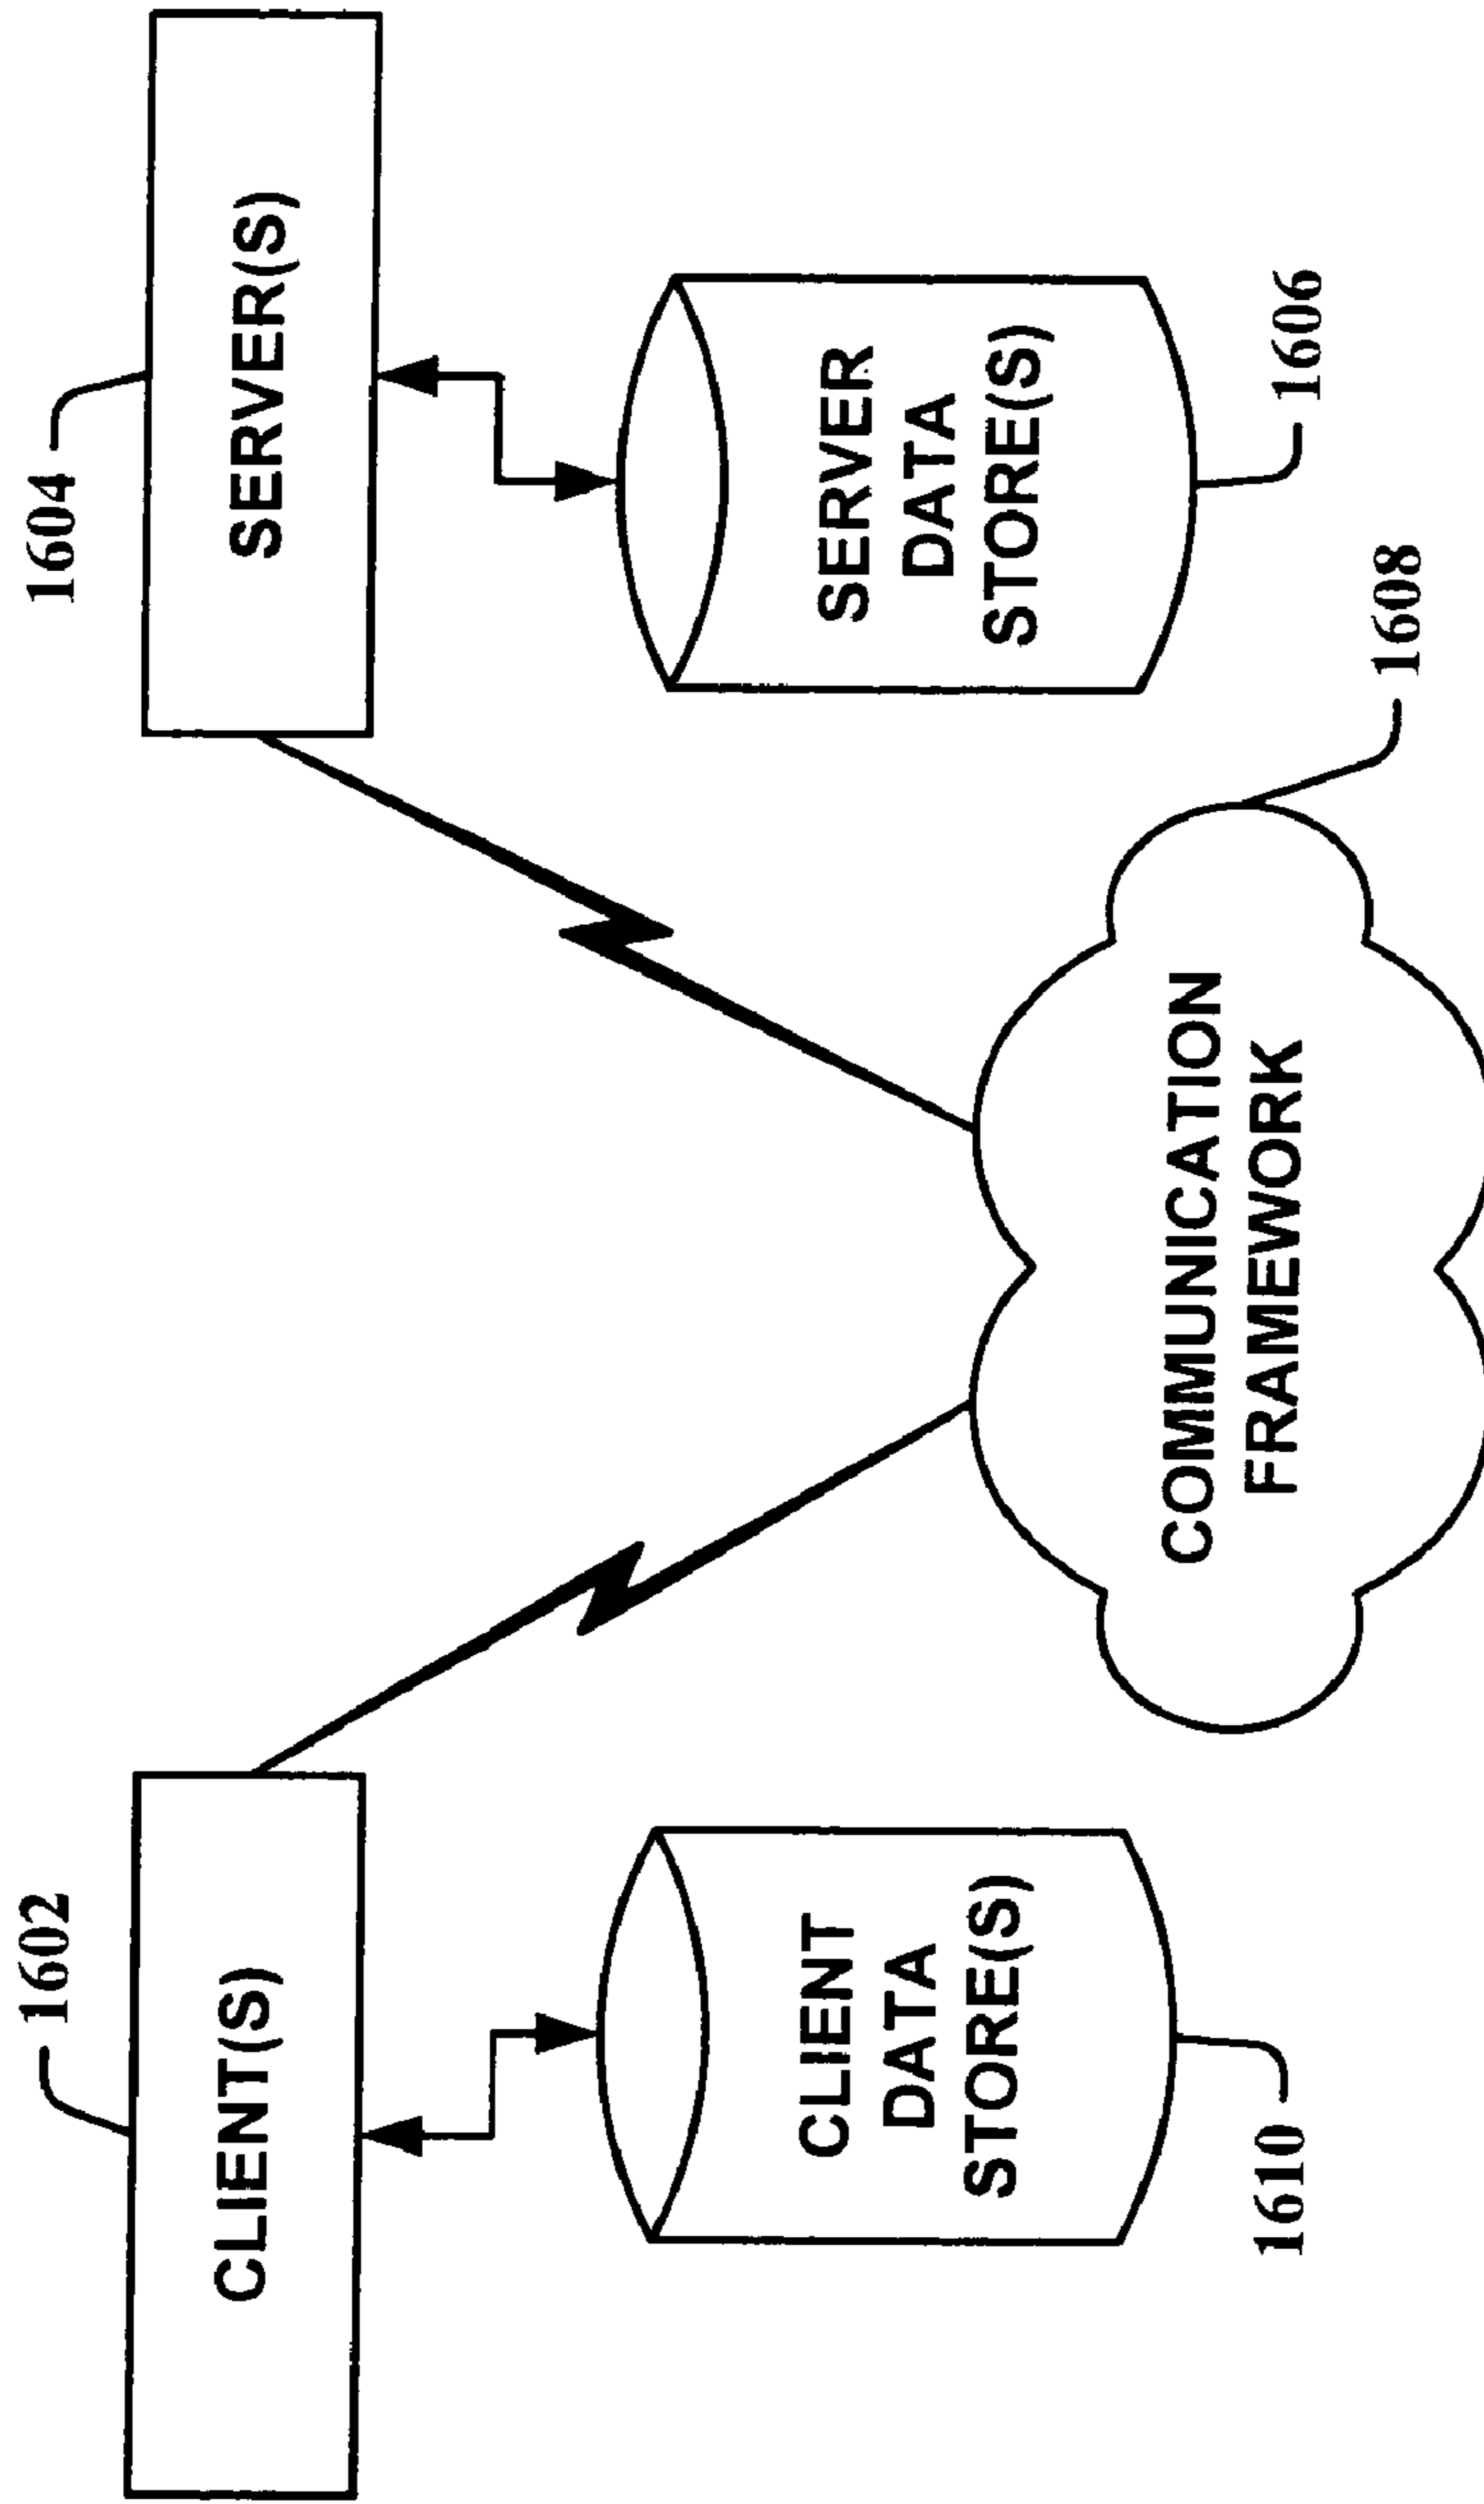 1602
1604
CLIENT(S)
SERVER(S)
CLIENT
DATA
STORE(S)
1610
SERVER
DATA
STORE(S)
1606
1608
COMMUNICATION
FRAMEWORK